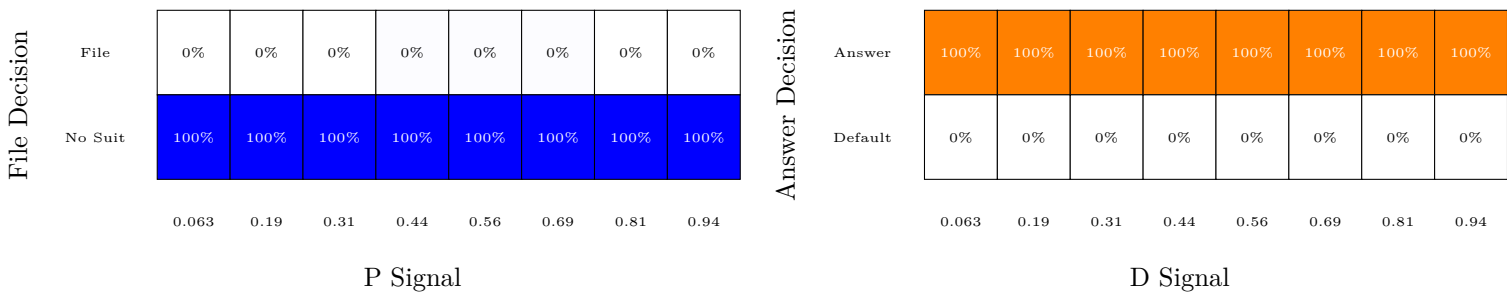 File Decision
File 0% 0% 0% 0% 0% 0% 0% 0%
No Suit 100% 100% 100% 100% 100% 100% 100% 100%
0.063 0.19 0.31 0.44 0.56 0.69 0.81 0.94
P Signal
Answer Decision
Answer 100% 100% 100% 100% 100% 100% 100% 100%
Default 0% 0% 0% 0% 0% 0% 0% 0%
0.063 0.19 0.31 0.44 0.56 0.69 0.81 0.94
D Signal